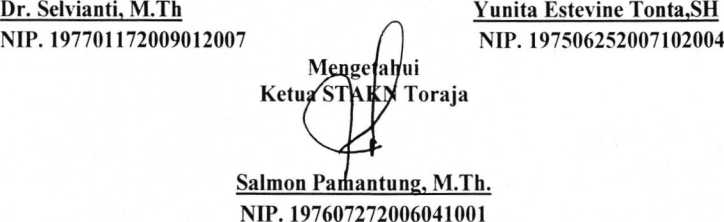 Dr. Selvianti, M.Th
Yunita Estevine Tonta,SH
NIP. 197701172009012007
NIP. 197506252007102004
Mengetahui
Ketua STAKN Toraja
Salmon Pamantung, M.Th.
NIP. 197607272006041001